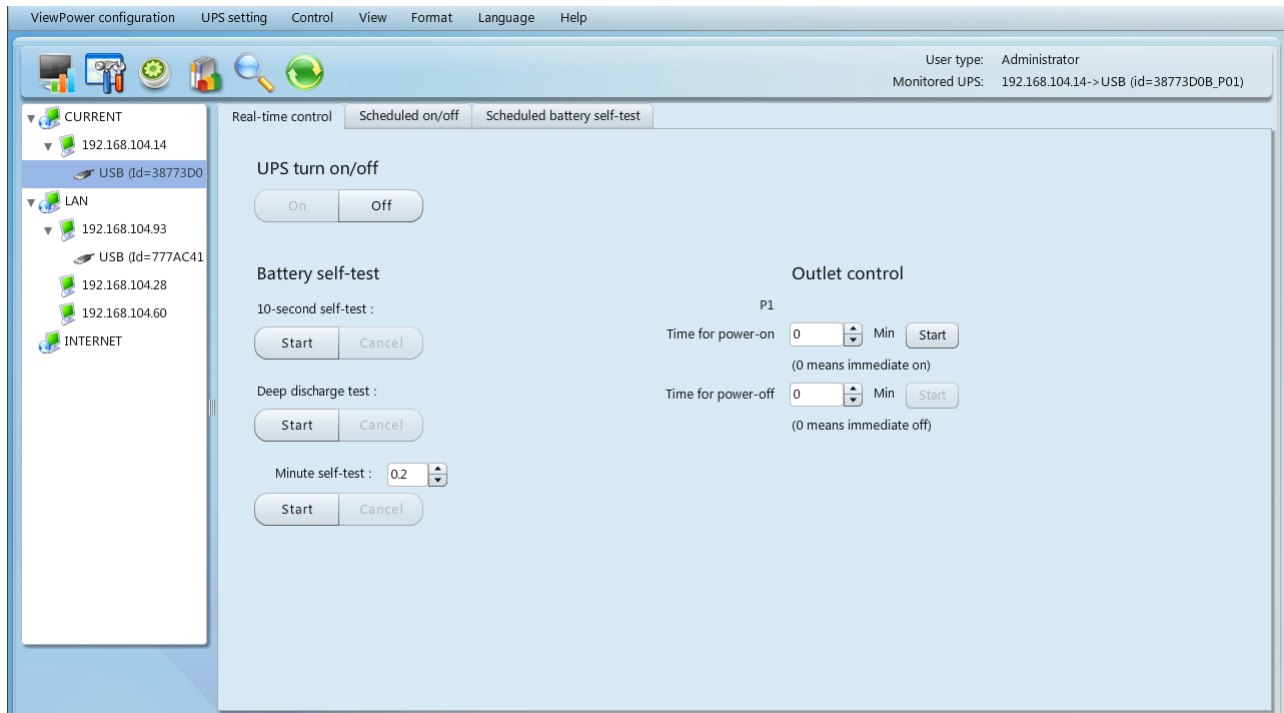 ViewPower configuration UPS setting Control View Format Language Help
User type: Administrator
Monitored UPS: 192.168.104.14->USB (id=38773D0B_P01)
CURRENT
192.168.104.14
USB (Id=38773D0
LAN
192.168.104.93
USB (Id=777AC41
192.168.104.28
192.168.104.60
INTERNET
Real-time control Scheduled on/off Scheduled battery self-test
UPS turn on/off
On Off
Battery self-test
10-second self-test :
Start Cancel
Deep discharge test :
Start Cancel
Minute self-test : 0.2
Start Cancel
Outlet control
P1
Time for power-on 0 Min Start
(0 means immediate on)
Time for power-off 0 Min Start
(0 means immediate off)